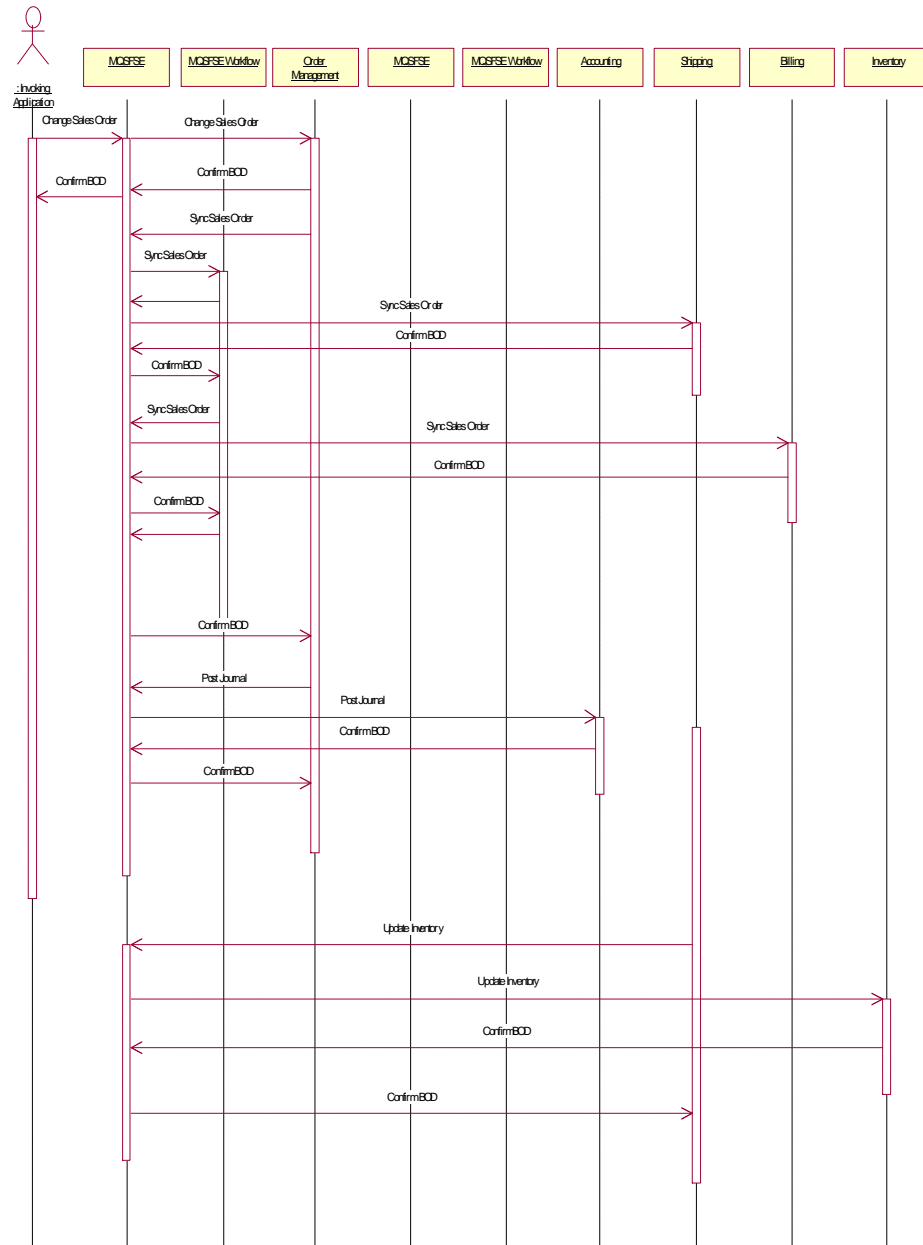 MQSFSE
MQSFSE Workflow
Order
Management
MQSFSE
MQSFSE Workflow
Accounting
Shipping
Billing
Inventory
: Invoking
Application
Change Sales Order
Change Sales Order
Confirm BOD
Confirm BOD
Sync Sales Order
Sync Sales Order
Sync Sales Order
Confirm BOD
Confirm BOD
Sync Sales Order
Sync Sales Order
Confirm BOD
Confirm BOD
Confirm BOD
Post Journal
Post Journal
Confirm BOD
Confirm BOD
Update Inventory
Update Inventory
Confirm BOD
Confirm BOD